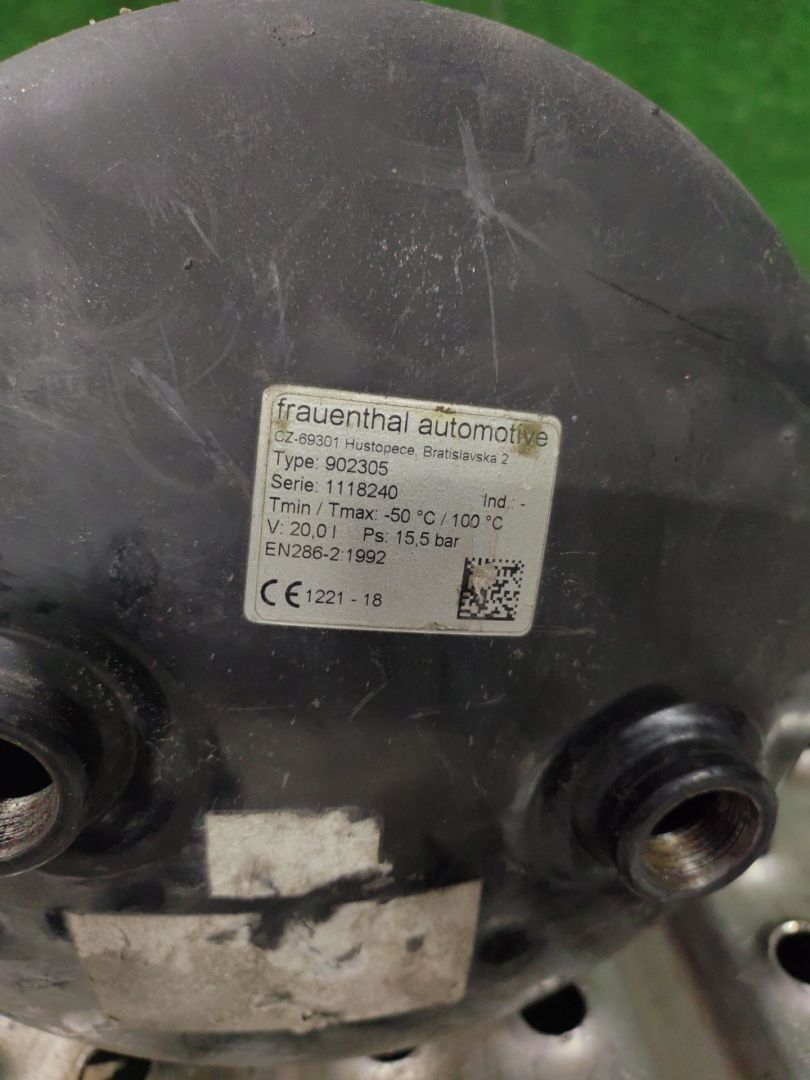 frauenthal automotive
CZ-69301 Hustopece, Bratislavska 2
Type: 902305
Serie: 1118240 Ind.: -
Tmin / Tmax: -50 °C / 100 °C
V: 20,0 l Ps: 15,5 bar
EN286-2:1992
CE 1221 - 18